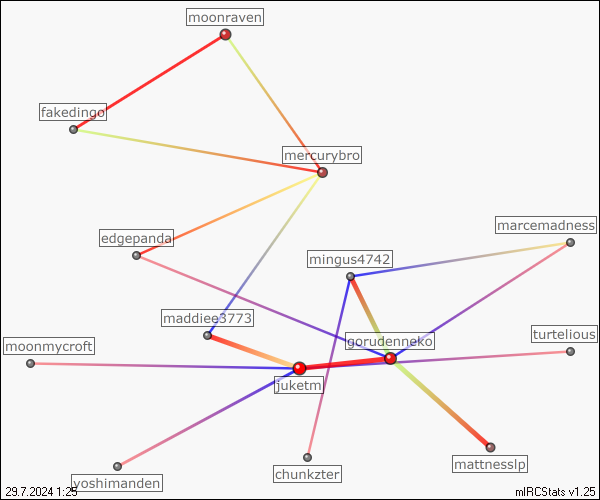 moonraven
fakedingo
mercurybro
marcemadness
edgepanda
mingus4742
maddiee3773
turtelious
gorudenneko
moonmycroft
juketm
mattnesslp
chunkzter
yoshimanden
29.7.2024 1:25
mIRCStats v1.25